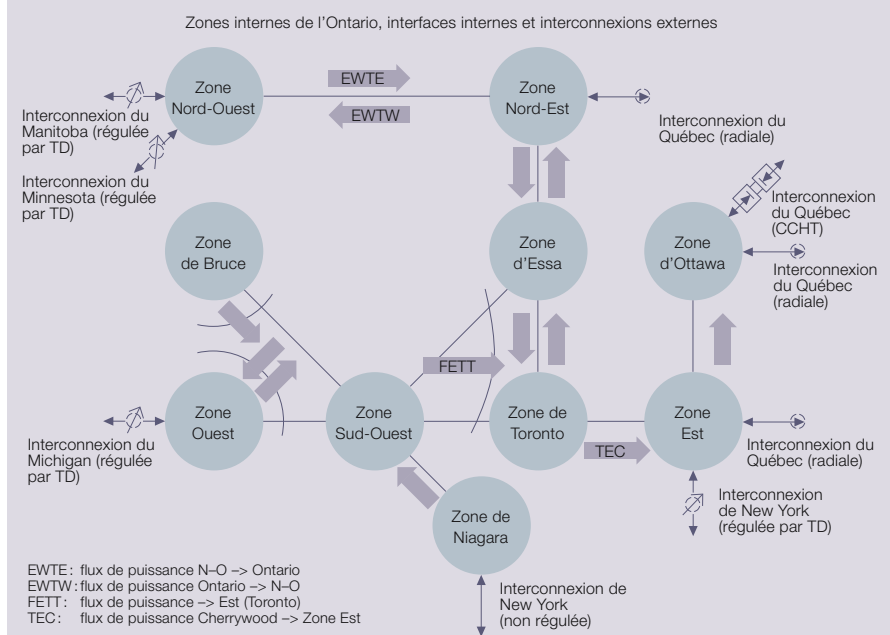 Zones internes de l'Ontario, interfaces internes et interconnexions externes
Zone
Nord-Ouest
EWTE
EWTW
Zone
Nord-Est
Interconnexion du
Manitoba (régulée
par TD)
Interconnexion du
Minnesota (régulée
par TD)
Interconnexion du
Québec (radiale)
Interconnexion
du Québec
(CCHT)
Zone
de Bruce
Zone
d'Essa
Zone
d'Ottawa
Interconnexion
du Québec
(radiale)
FETT
Zone
Ouest
Zone
Sud-Ouest
Zone de
Toronto
TEC
Zone
Est
Interconnexion du
Michigan (régulée
par TD)
Interconnexion du
Québec (radiale)
Interconnexion
de New York
(régulée par TD)
Zone de
Niagara
Interconnexion de
New York
(non régulée)
EWTE : flux de puissance N–O –> Ontario
EWTW : flux de puissance Ontario –> N–O
FETT : flux de puissance –> Est (Toronto)
TEC : flux de puissance Cherrywood –> Zone Est